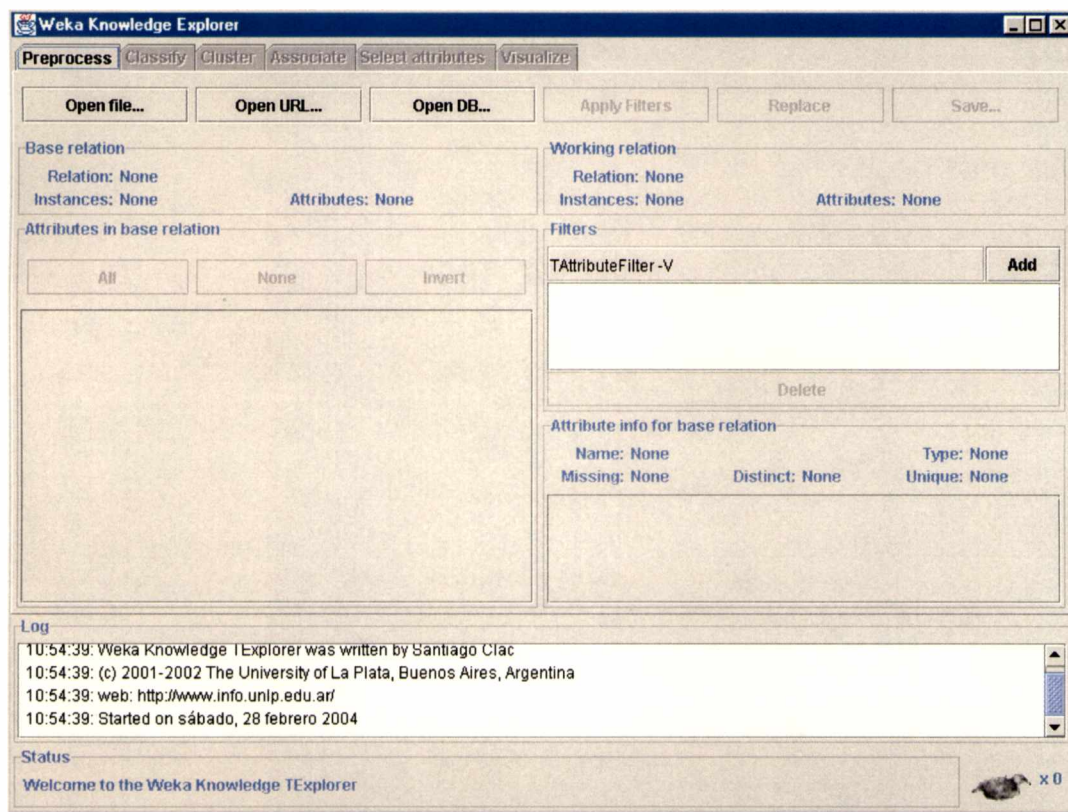 Weka Knowledge Explorer
Preprocess Classify Cluster Associate Select attributes Visualize
Open file... Open URL... Open DB... Apply Filters Replace Save...
Base relation
Relation: None
Instances: None Attributes: None
Working relation
Relation: None
Instances: None Attributes: None
Attributes in base relation
All None Invert
Filters
TAttributeFilter -V Add
Delete
Attribute info for base relation
Name: None Type: None
Missing: None Distinct: None Unique: None
Log
10:54:39: Weka Knowledge TExplorer was written by Santiago Clac
10:54:39: (c) 2001-2002 The University of La Plata, Buenos Aires, Argentina
10:54:39: web: http://www.info.unlp.edu.ar/
10:54:39: Started on sábado, 28 febrero 2004
Status
Welcome to the Weka Knowledge TExplorer
x 0